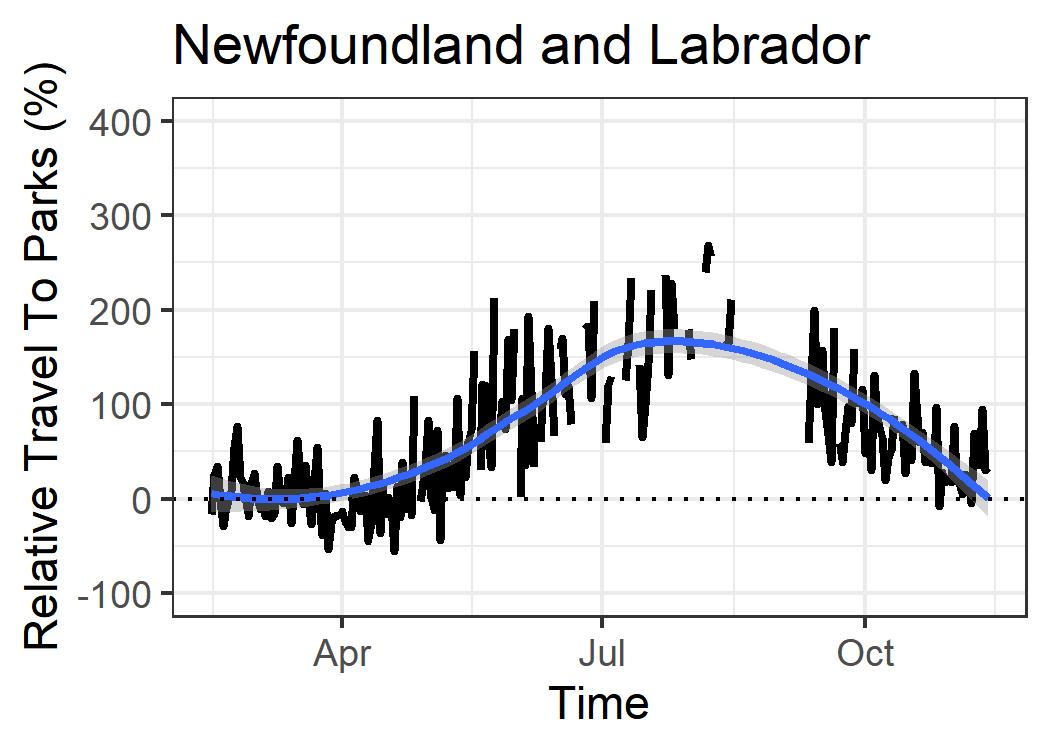 Newfoundland and Labrador
Relative Travel To Parks (%)
400
300
200
100
0
-100
Apr
Jul
Oct
Time